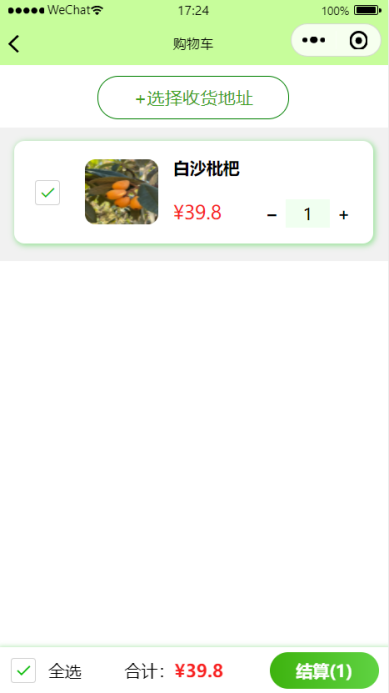 WeChat 17:24 100%
购物车
+选择收货地址
白沙枇杷
¥39.8 - 1 +
全选 合计: ¥39.8 结算(1)